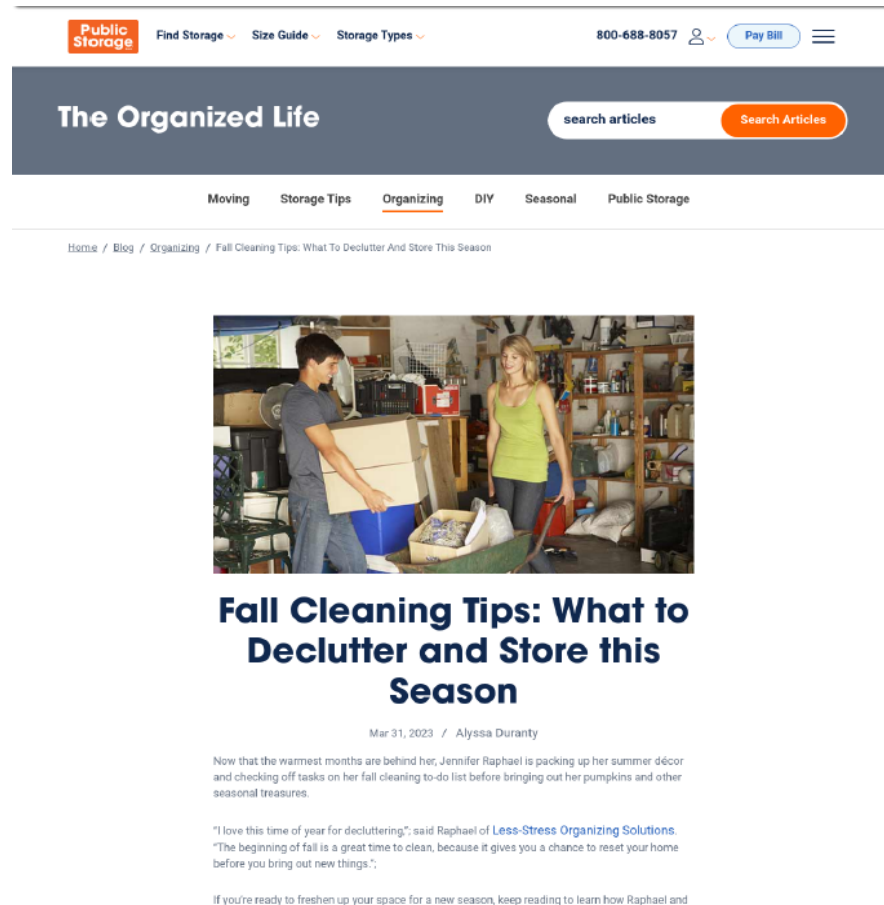 Public
Storage
Find Storage
Size Guide
Storage Types
800-688-8057
Pay Bill
The Organized Life
search articles
Search Articles
Moving
Storage Tips
Organizing
DIY
Seasonal
Public Storage
Home / Blog / Organizing / Fall Cleaning Tips: What To Declutter And Store This Season
Fall Cleaning Tips: What to
Declutter and Store this
Season
Mar 31, 2023 / Alyssa Duranty
Now that the warmest months are behind her, Jennifer Raphael is packing up her summer décor
and checking off tasks on her fall cleaning to-do list before bringing out her pumpkins and other
seasonal treasures.
"I love this time of year for decluttering,"; said Raphael of Less-Stress Organizing Solutions.
"The beginning of fall is a great time to clean, because it gives you a chance to reset your home
before you bring out new things.";
If you're ready to freshen up your space for a new season, keep reading to learn how Raphael and